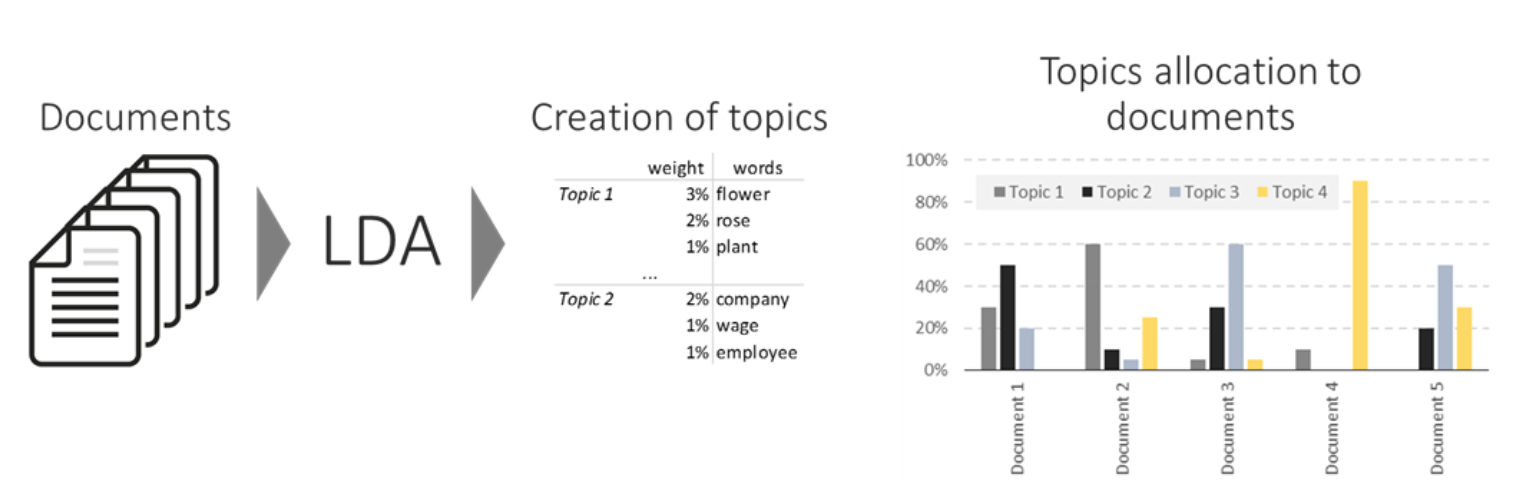 Documents
LDA
Creation of topics
weight words
Topic 1 3% flower
2% rose
1% plant
...
Topic 2 2% company
1% wage
1% employee
Topics allocation to
documents
100%
80%
60%
40%
20%
0%
Topic 1 Topic 2 Topic 3 Topic 4
Document 1
Document 2
Document 3
Document 4
Document 5